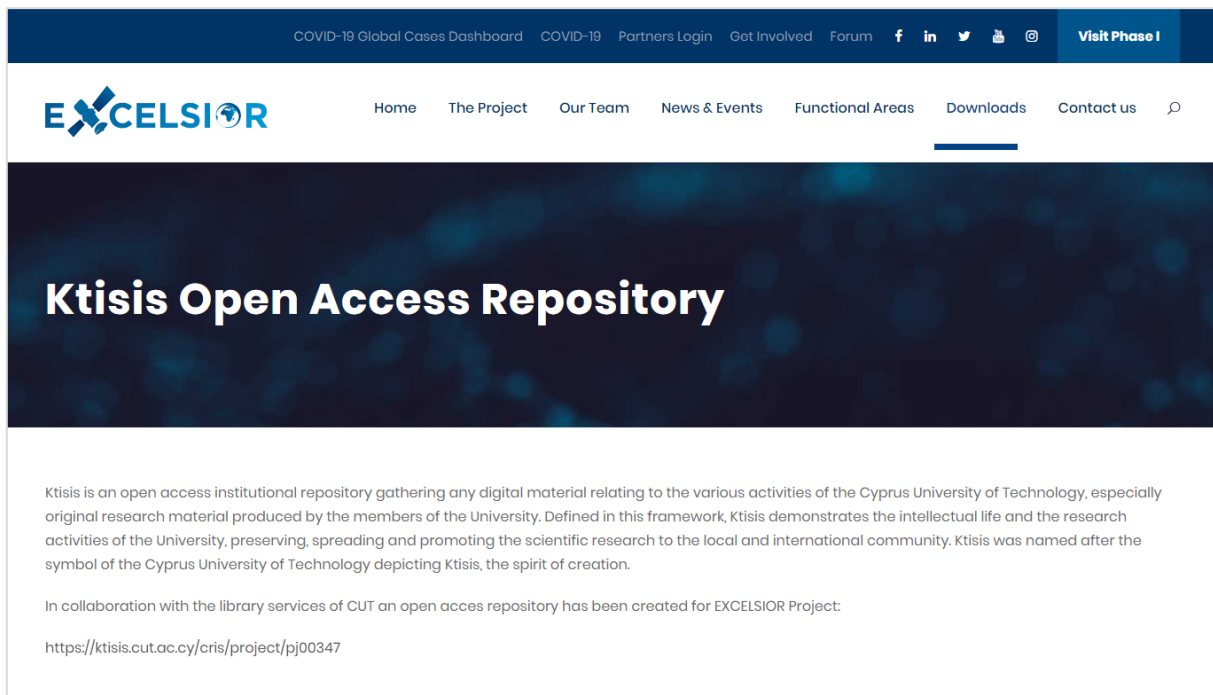 COVID-19 Global Cases Dashboard COVID-19 Partners Login Get Involved Forum Visit Phase I
EXCELSIOR Home The Project Our Team News & Events Functional Areas Downloads Contact us
Ktisis Open Access Repository
Ktisis is an open access institutional repository gathering any digital material relating to the various activities of the Cyprus University of Technology, especially
original research material produced by the members of the University. Defined in this framework, Ktisis demonstrates the intellectual life and the research
activities of the University, preserving, spreading and promoting the scientific research to the local and international community. Ktisis was named after the
symbol of the Cyprus University of Technology depicting Ktisis, the spirit of creation.
In collaboration with the library services of CUT an open acces repository has been created for EXCELSIOR Project:
https://ktisis.cut.ac.cy/cris/project/pj00347